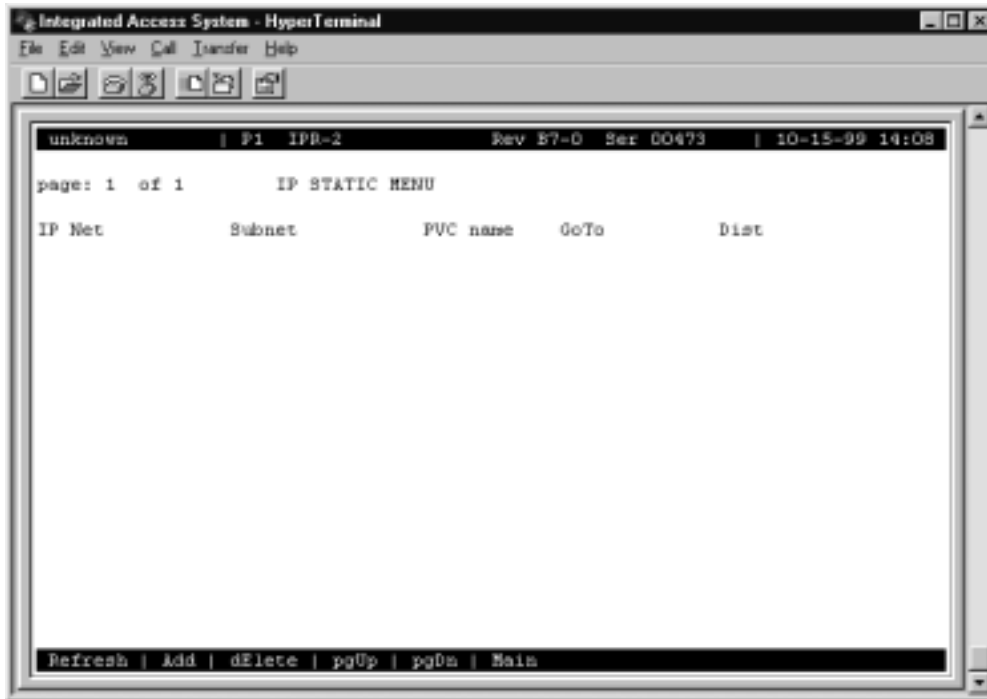 Integrated Access System - HyperTerminal
File Edit View Call Transfer Help
unknown | P1 IPR-2 Rev B7-0 Ser 00473 | 10-15-99 14:08
page: 1 of 1 IP STATIC MENU
IP Net Subnet PVC name GoTo Dist
Refresh | Add | dElete | pgUp | pgDn | Main